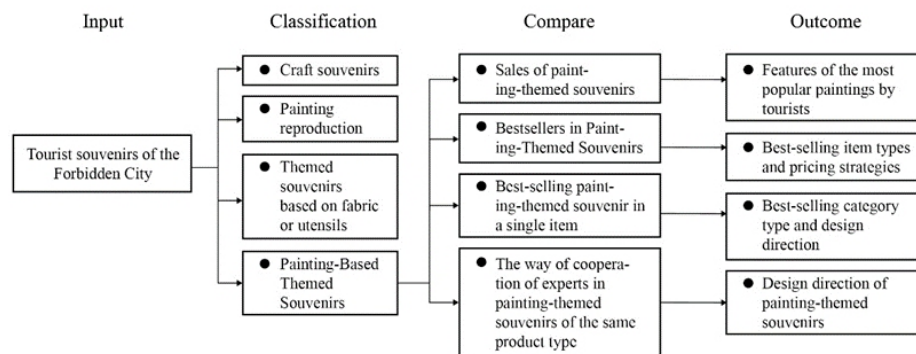 Input
Classification
Compare
Outcome
Tourist souvenirs of the
Forbidden City
● Craft souvenirs
● Painting
reproduction
● Themed
souvenirs
based on fabric
or utensils
● Painting-Based
Themed
Souvenirs
● Sales of paint-
ing-themed souvenirs
● Bestsellers in Paint-
ing-Themed Souvenirs
● Best-selling paint-
ing-themed souvenir in
a single item
● The way of coopera-
tion of experts in
painting-themed
souvenirs of the same
product type
● Features of the most
popular paintings by
tourists
● Best-selling item types
and pricing strategies
● Best-selling category
type and design
direction
● Design direction of
painting-themed
souvenirs